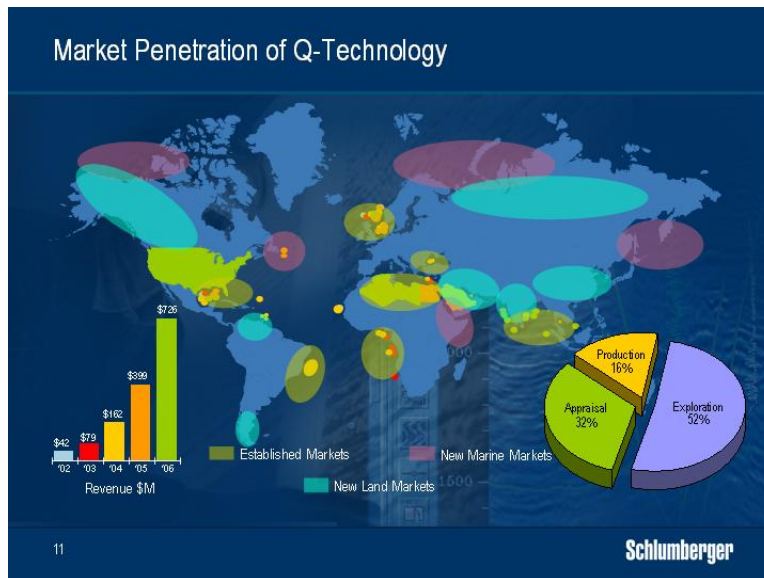 Market Penetration of Q-Technology
$42
$79
$162
$399
$726
'02
'03
'04
'05
'06
Revenue $M
Established Markets
New Marine Markets
New Land Markets
Production
16%
Appraisal
32%
Exploration
52%
1500
11
Schlumberger